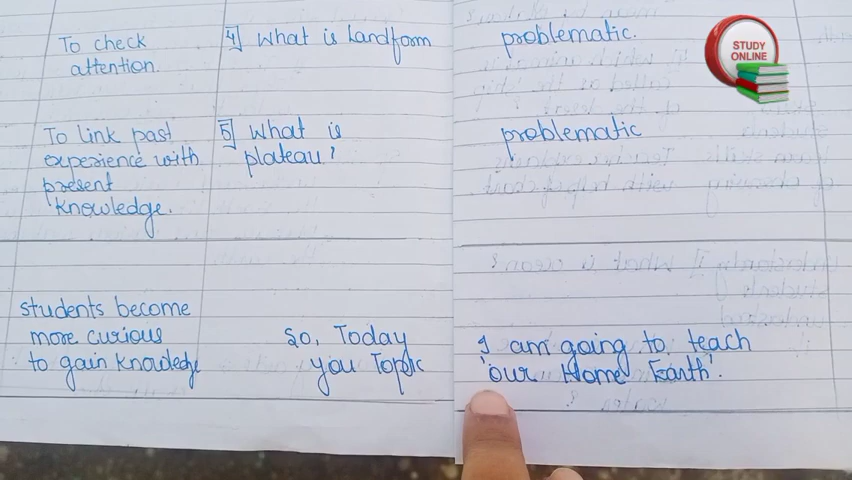 To check
attention.
4] What is Landform
problematic.
To link past
experience with
present
knowledge.
5] What is
plateau?
problematic
students become
more curious
to gain knowledge
So, Today
you Topic
I am going to teach
'our Home Earth'.
STUDY
ONLINE